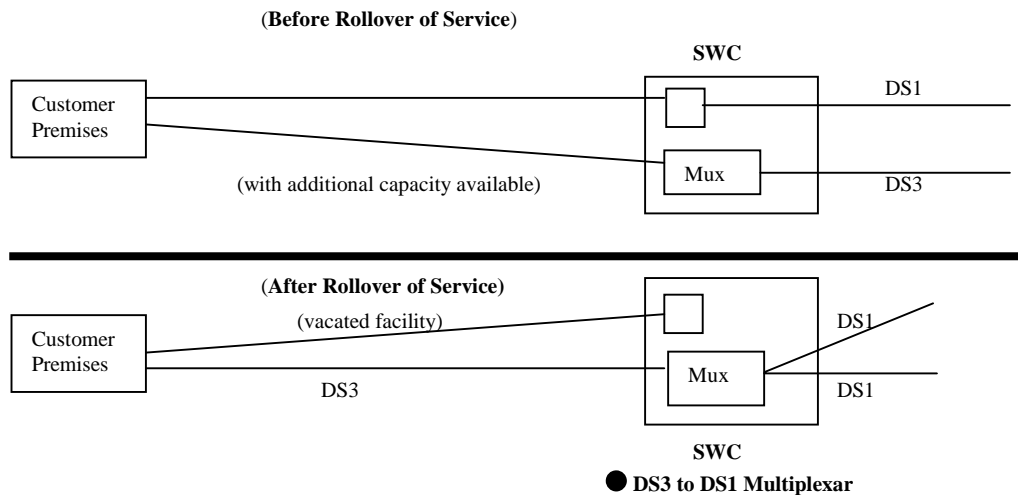 (Before Rollover of Service)
SWC
Customer
Premises
DS1
(with additional capacity available)
Mux
DS3
(After Rollover of Service)
(vacated facility)
Customer
Premises
DS1
Mux
DS3
DS1
SWC
● DS3 to DS1 Multiplexar